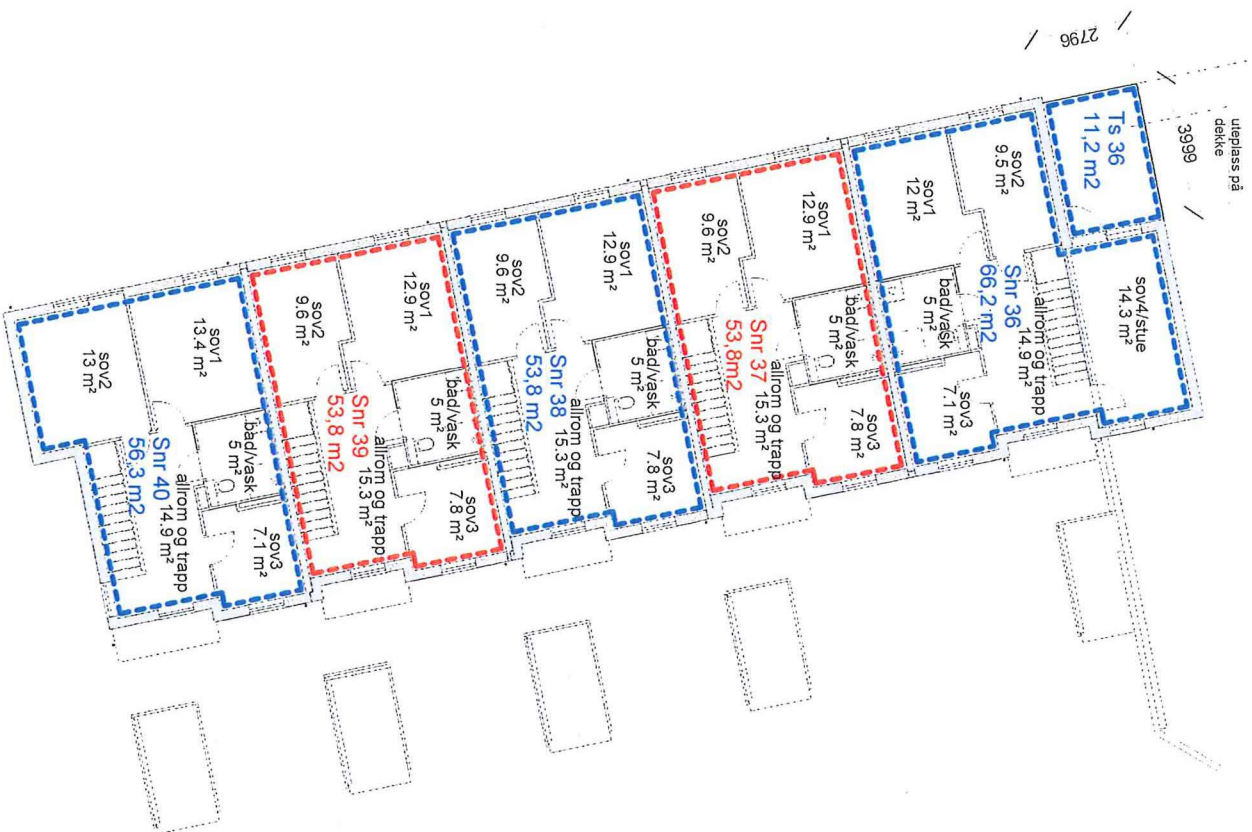 uteplass på
dekke
2796
3999
Ts 36
11,2 m2
sov4/stue
14.3 m²
sov2
9.5 m²
sov1
12 m²
Snr 36
66,2 m2
allrom og trapp
14.9 m²
bad/vask
5 m²
sov3
7.1 m²
sov1
12.9 m²
sov2
9.6 m²
bad/vask
5 m²
Snr 37
53,8m2
allrom og trapp
15.3 m²
sov3
7.8 m²
sov1
12.9 m²
sov2
9.6 m²
bad/vask
5 m²
Snr 38
53,8 m2
allrom og trapp
15.3 m²
sov3
7.8 m²
sov1
12.9 m²
sov2
9.6 m²
bad/vask
5 m²
Snr 39
53,8 m2
allrom og trapp
15.3 m²
sov3
7.8 m²
sov1
13.4 m²
sov2
13 m²
bad/vask
5 m²
Snr 40
56,3 m2
allrom og trapp
14.9 m²
sov3
7.1 m²